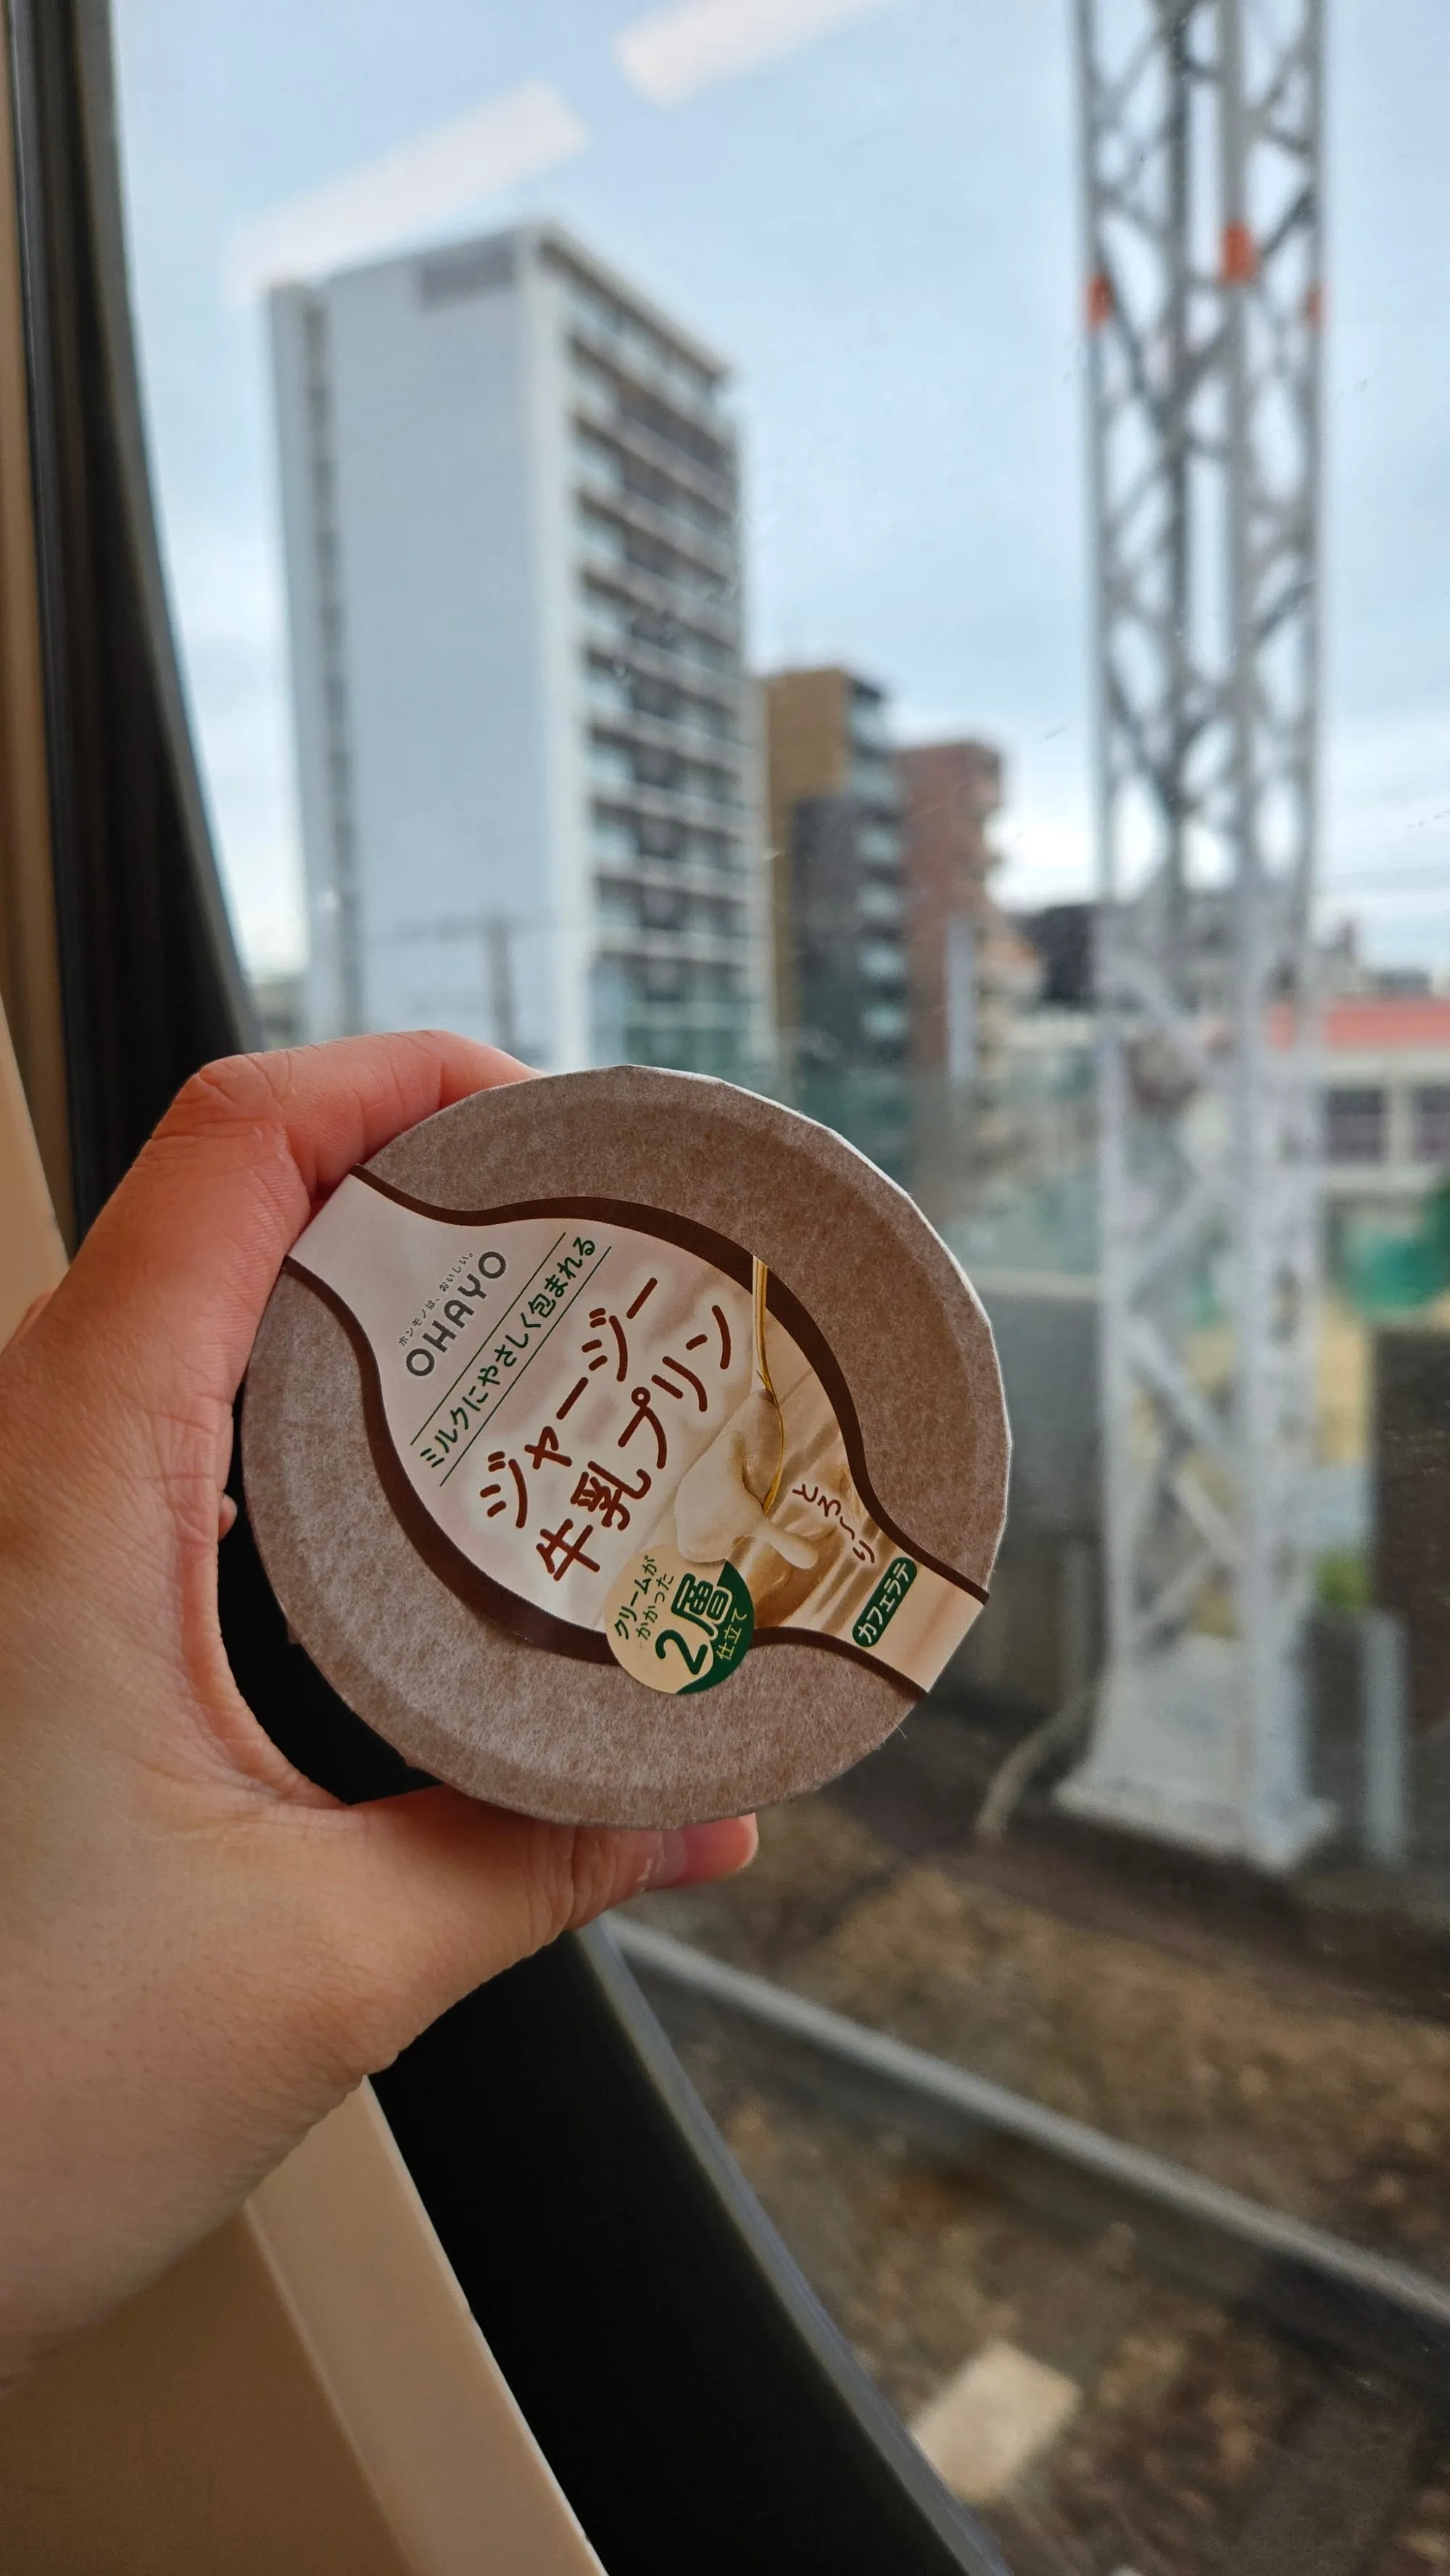 ホンモノは、おいしい。
OHAYO
ミルクにやさしく包まれる
ジャージー
牛乳プリン
とろ〜り
カフェラテ
クリームが
かかった
2層
仕立て